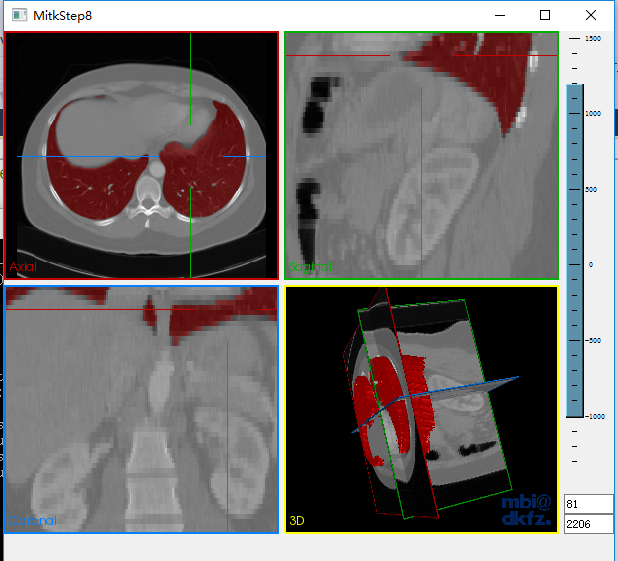 MitkStep8
Axial
Sagittal
1500
1000
500
0
-500
-1000
Coronal
3D
mbi@
dkfz.
81
2206